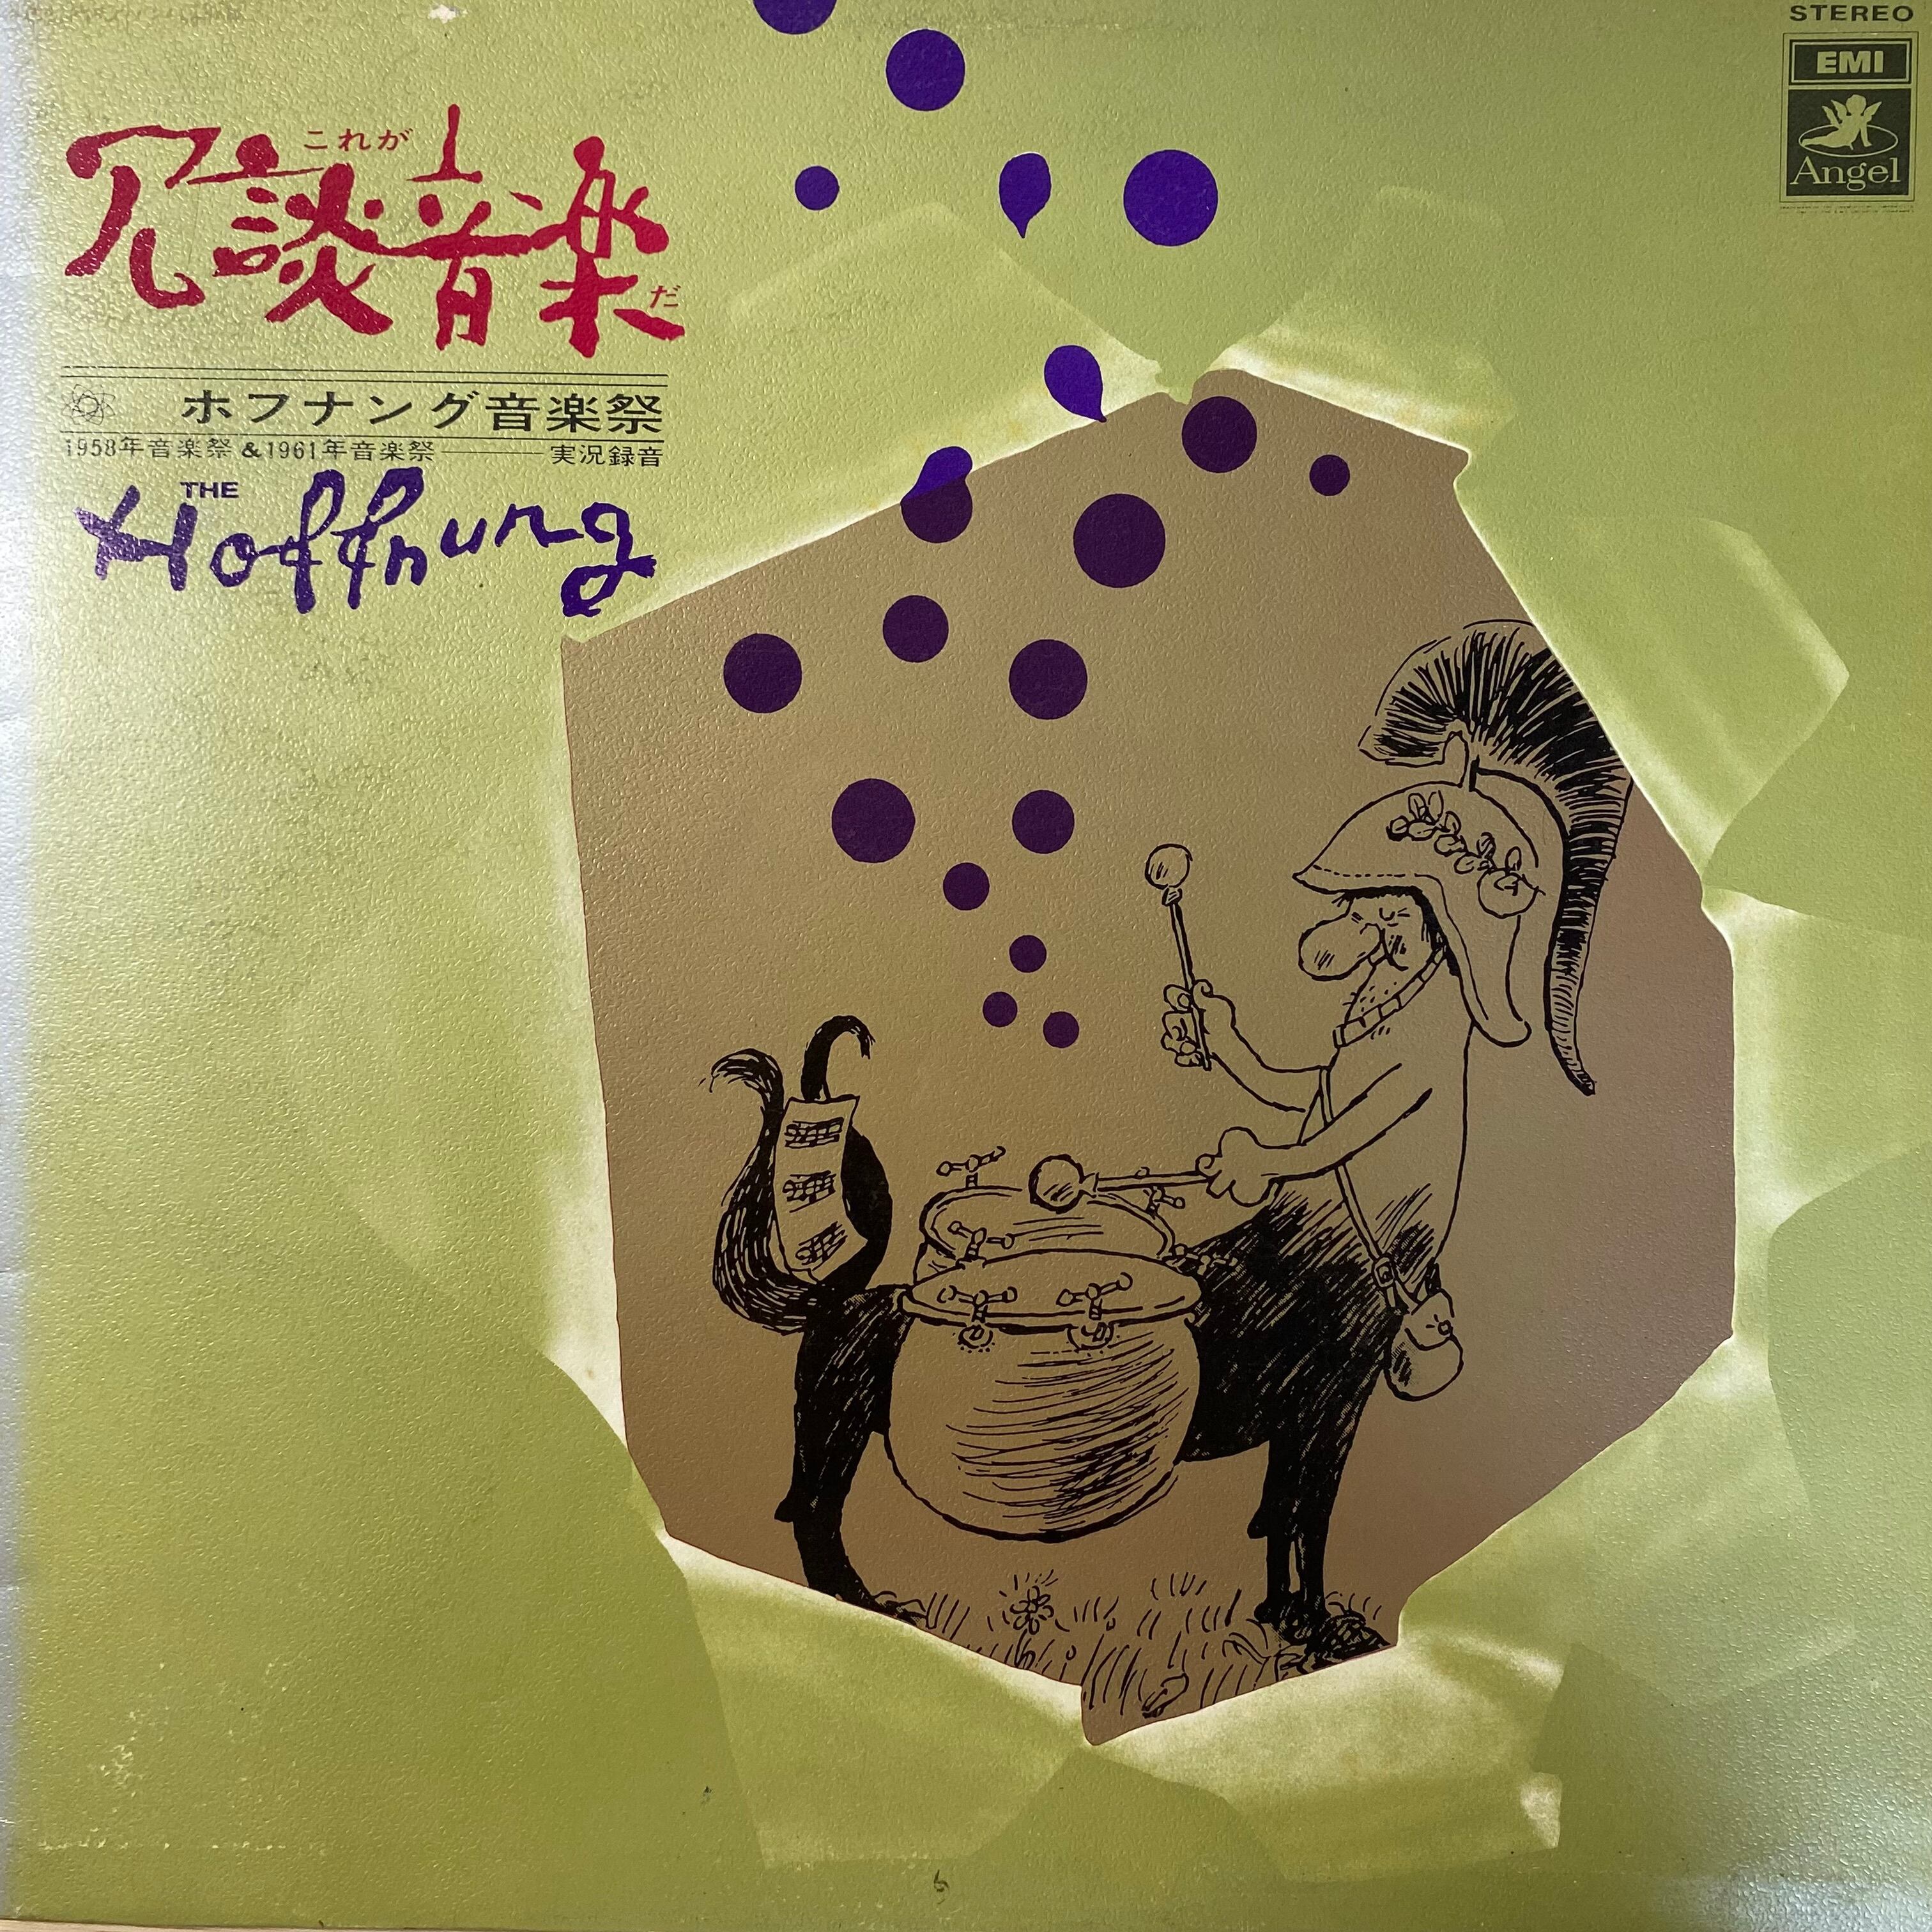 STEREO
EMI
Angel
これが
冗談音楽
だ
ホフナング音楽祭
1958年音楽祭&1961年音楽祭――実況録音
THE
Hoffnung